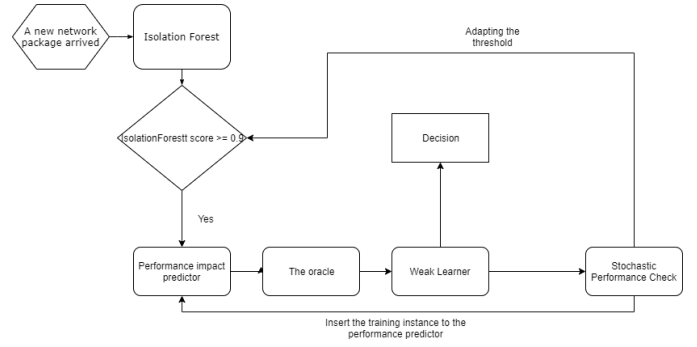 A new network
package arrived
Isolation Forest
Adapting the
threshold
IsolationForestt score >= 0.9
Decision
Yes
Performance impact
predictor
The oracle
Weak Learner
Stochastic
Performance Check
Insert the training instance to the
performance predictor